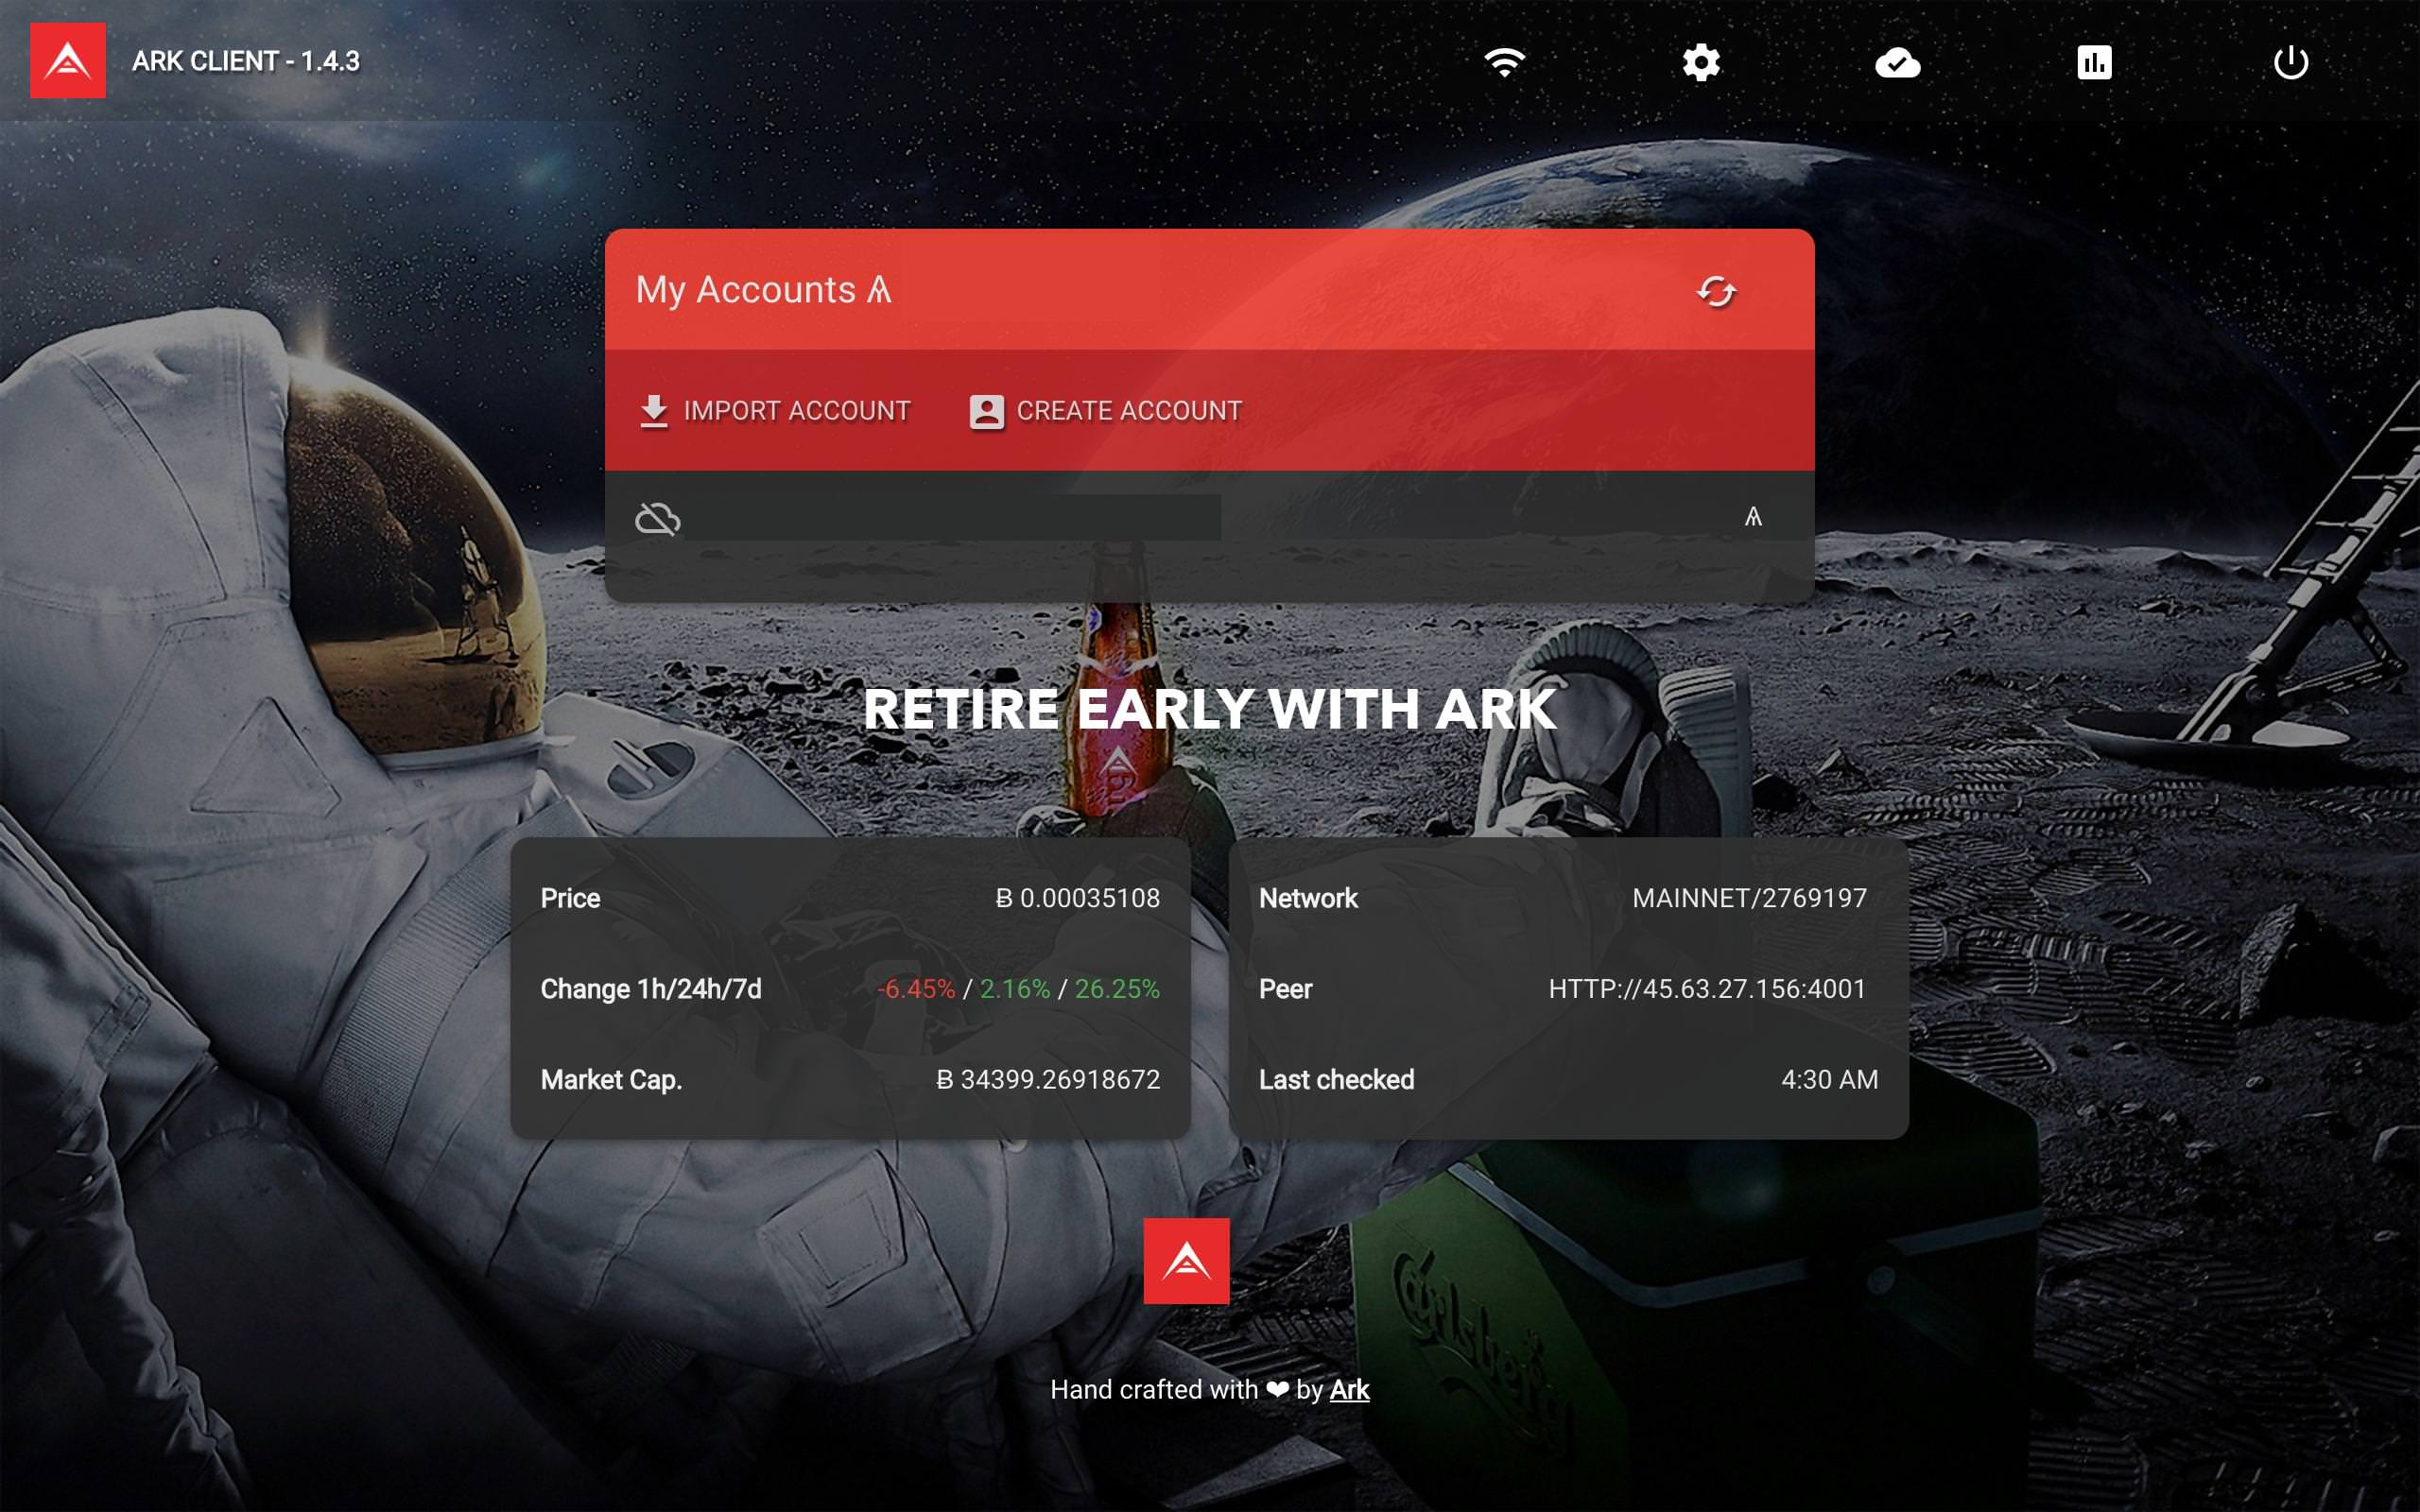 ARK CLIENT - 1.4.3
My Accounts Ѧ
IMPORT ACCOUNT
CREATE ACCOUNT
Ѧ
RETIRE EARLY WITH ARK
Price Ƀ 0.00035108
Change 1h/24h/7d -6.45% / 2.16% / 26.25%
Market Cap. Ƀ 34399.26918672
Network MAINNET/2769197
Peer HTTP://45.63.27.156:4001
Last checked 4:30 AM
Carlsberg
Hand crafted with ❤ by Ark